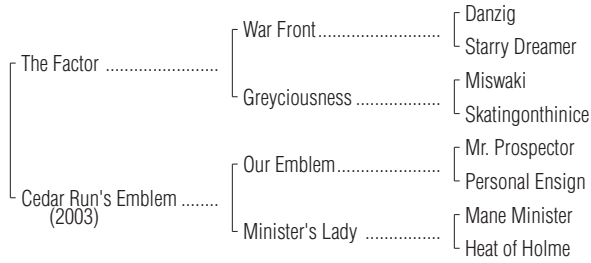 Danzig
War Front..........................
Starry Dreamer
The Factor ........................
Miswaki
Greyciousness ..................
Skatingonthinice
Mr. Prospector
Our Emblem......................
Personal Ensign
Cedar Run's Emblem ........
(2003)
Mane Minister
Minister's Lady ................
Heat of Holme